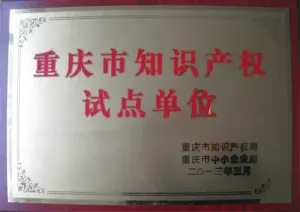 重庆市知识产权
试点单位
重庆市知识产权局
重庆市中小企业局
二〇一三年三月